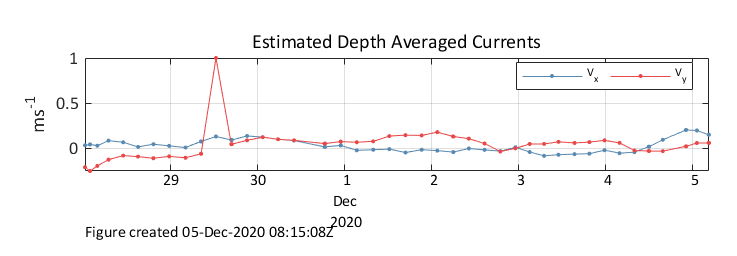 Estimated Depth Averaged Currents
1
0.5
0
ms-1
Vx
Vy
29 30 1 2 3 4 5
Dec
2020
Figure created 05-Dec-2020 08:15:08Z